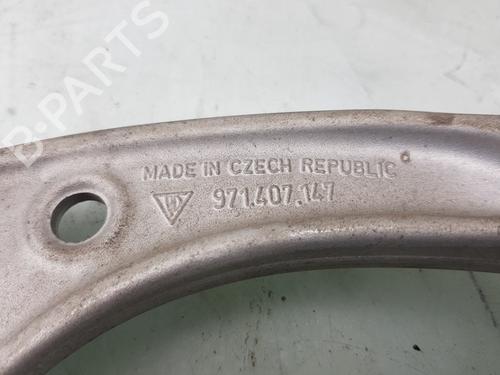 B-PARTS
MADE IN CZECH REPUBLIC
971.407.147